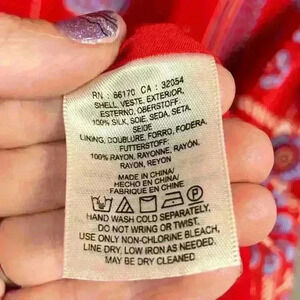 RN : 86170 CA : 32054
SHELL, VESTE, EXTERIOR,
ESTERNO, OBERSTOFF:
100% SILK, SOIE, SEDA, SETA,
SEIDE
LINING, DOUBLURE, FORRO, FODERA,
FUTTERSTOFF:
100% RAYON, RAYONNE, RAYÓN,
RAYON, REYON
MADE IN CHINA/
HECHO EN CHINA/
FABRIQUÉ EN CHINE
HAND WASH COLD SEPARATELY.
DO NOT WRING OR TWIST.
USE ONLY NON-CHLORINE BLEACH,
LINE DRY, LOW IRON AS NEEDED.
MAY BE DRY CLEANED